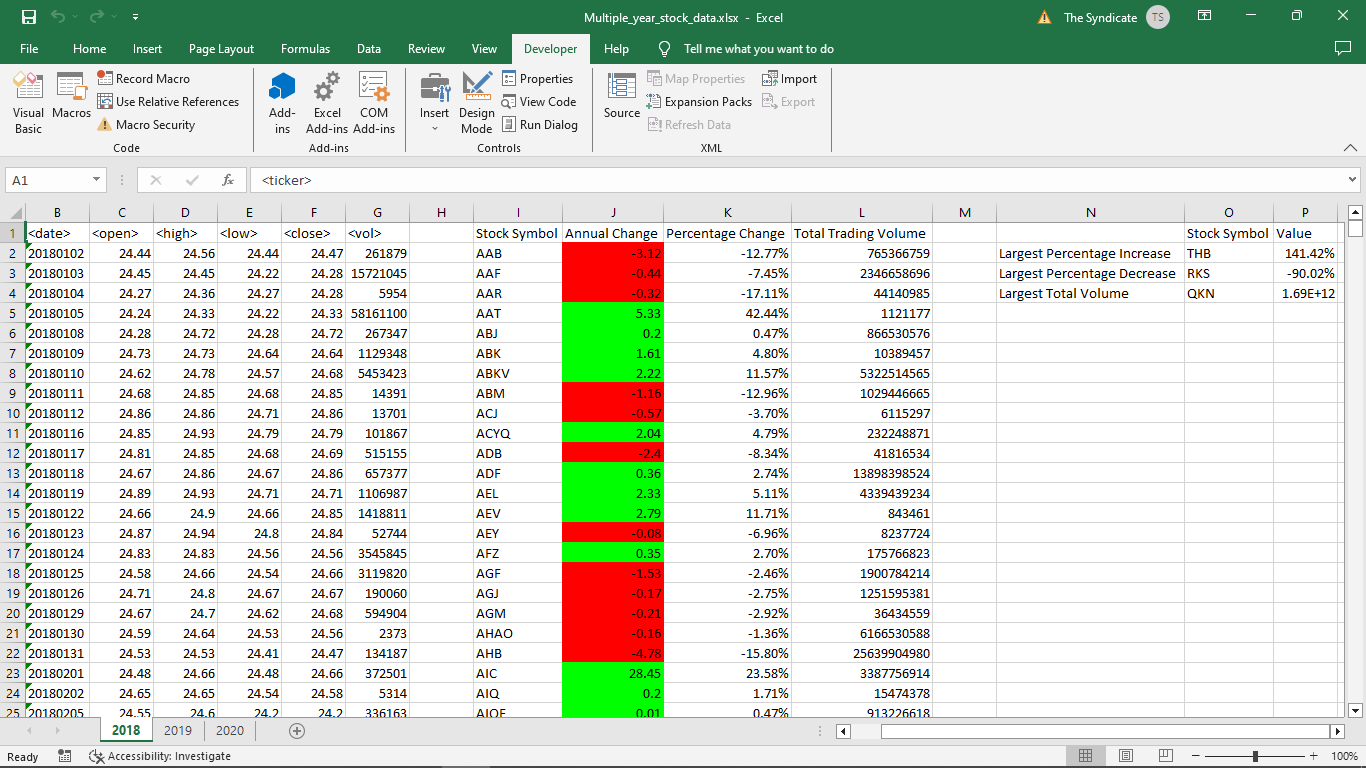 Multiple_year_stock_data.xlsx - Excel
The Syndicate TS
File Home Insert Page Layout Formulas Data Review View Developer Help Tell me what you want to do
Visual Basic
Macros
Record Macro
Use Relative References
Macro Security
Code
Add-ins
Excel Add-ins
COM Add-ins
Add-ins
Insert
Design Mode
Properties
View Code
Run Dialog
Controls
Source
Map Properties
Expansion Packs
Refresh Data
Import
Export
XML
A1 fx <ticker>
B C D E F G H I J K L M N O P
1 <date> <open> <high> <low> <close> <vol> Stock Symbol Annual Change Percentage Change Total Trading Volume Stock Symbol Value
2 20180102 24.44 24.56 24.44 24.47 261879 AAB -3.12 -12.77% 765366759 Largest Percentage Increase THB 141.42%
3 20180103 24.45 24.45 24.22 24.28 15721045 AAF -0.44 -7.45% 2346658696 Largest Percentage Decrease RKS -90.02%
4 20180104 24.27 24.36 24.27 24.28 5954 AAR -0.32 -17.11% 44140985 Largest Total Volume QKN 1.69E+12
5 20180105 24.24 24.33 24.22 24.33 58161100 AAT 5.33 42.44% 1121177
6 20180108 24.28 24.72 24.28 24.72 267347 ABJ 0.2 0.47% 866530576
7 20180109 24.73 24.73 24.64 24.64 1129348 ABK 1.61 4.80% 10389457
8 20180110 24.62 24.78 24.57 24.68 5453423 ABKV 2.22 11.57% 5322514565
9 20180111 24.68 24.85 24.68 24.85 14391 ABM -1.16 -12.96% 1029446665
10 20180112 24.86 24.86 24.71 24.86 13701 ACJ -0.57 -3.70% 6115297
11 20180116 24.85 24.93 24.79 24.79 101867 ACYQ 2.04 4.79% 232248871
12 20180117 24.81 24.85 24.68 24.69 515155 ADB -2.4 -8.34% 41816534
13 20180118 24.67 24.86 24.67 24.86 657377 ADF 0.36 2.74% 13898398524
14 20180119 24.89 24.93 24.71 24.71 1106987 AEL 2.33 5.11% 4339439234
15 20180122 24.66 24.9 24.66 24.85 1418811 AEV 2.79 11.71% 843461
16 20180123 24.87 24.94 24.8 24.84 52744 AEY -0.08 -6.96% 8237724
17 20180124 24.83 24.83 24.56 24.56 3545845 AFZ 0.35 2.70% 175766823
18 20180125 24.58 24.66 24.54 24.66 3119820 AGF -1.53 -2.46% 1900784214
19 20180126 24.71 24.8 24.67 24.67 190060 AGJ -0.17 -2.75% 1251595381
20 20180129 24.67 24.7 24.62 24.68 594904 AGM -0.21 -2.92% 36434559
21 20180130 24.59 24.64 24.53 24.56 2373 AHAO -0.16 -1.36% 6166530588
22 20180131 24.53 24.53 24.41 24.47 134187 AHB -4.78 -15.80% 25639904980
23 20180201 24.48 24.66 24.48 24.66 372501 AIC 28.45 23.58% 3387756914
24 20180202 24.65 24.65 24.54 24.58 5314 AIQ 0.2 1.71% 15474378
25 20180205 24.55 24.6 24.2 24.2 336163 0.01 0.47% 913226618
2018 2019 2020
Ready Accessibility: Investigate 100%